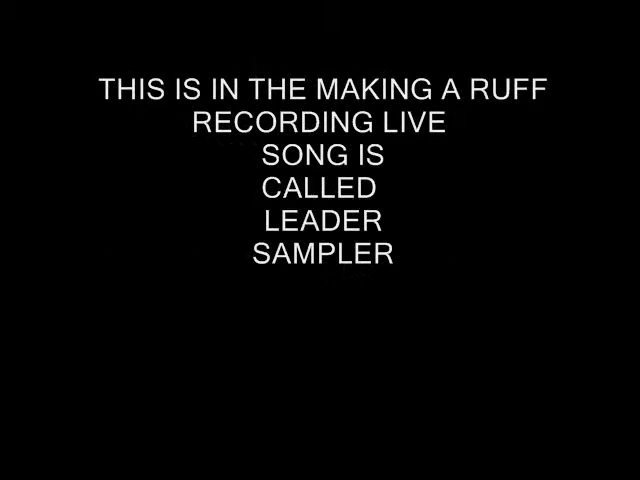 THIS IS IN THE MAKING A RUFF
RECORDING LIVE
SONG IS
CALLED
LEADER
SAMPLER